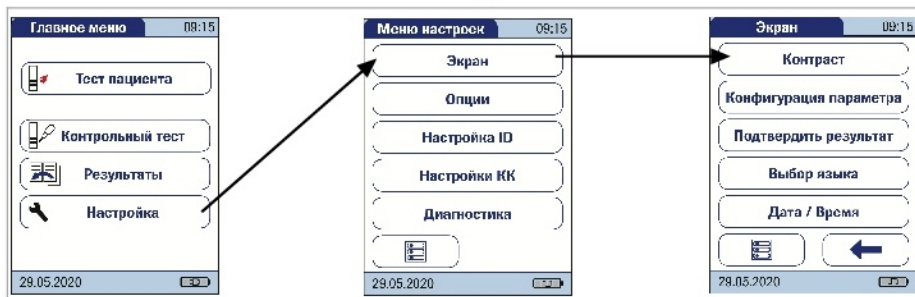 Главное меню 09:15
Тест пациента
Контрольный тест
Результаты
Настройка
29.05.2020
Меню настроек 09:15
Экран
Опции
Настройка ID
Настройки КК
Диагностика
29.05.2020
Экран 09:15
Контраст
Конфигурация параметра
Подтвердить результат
Выбор языка
Дата / Время
29.05.2020